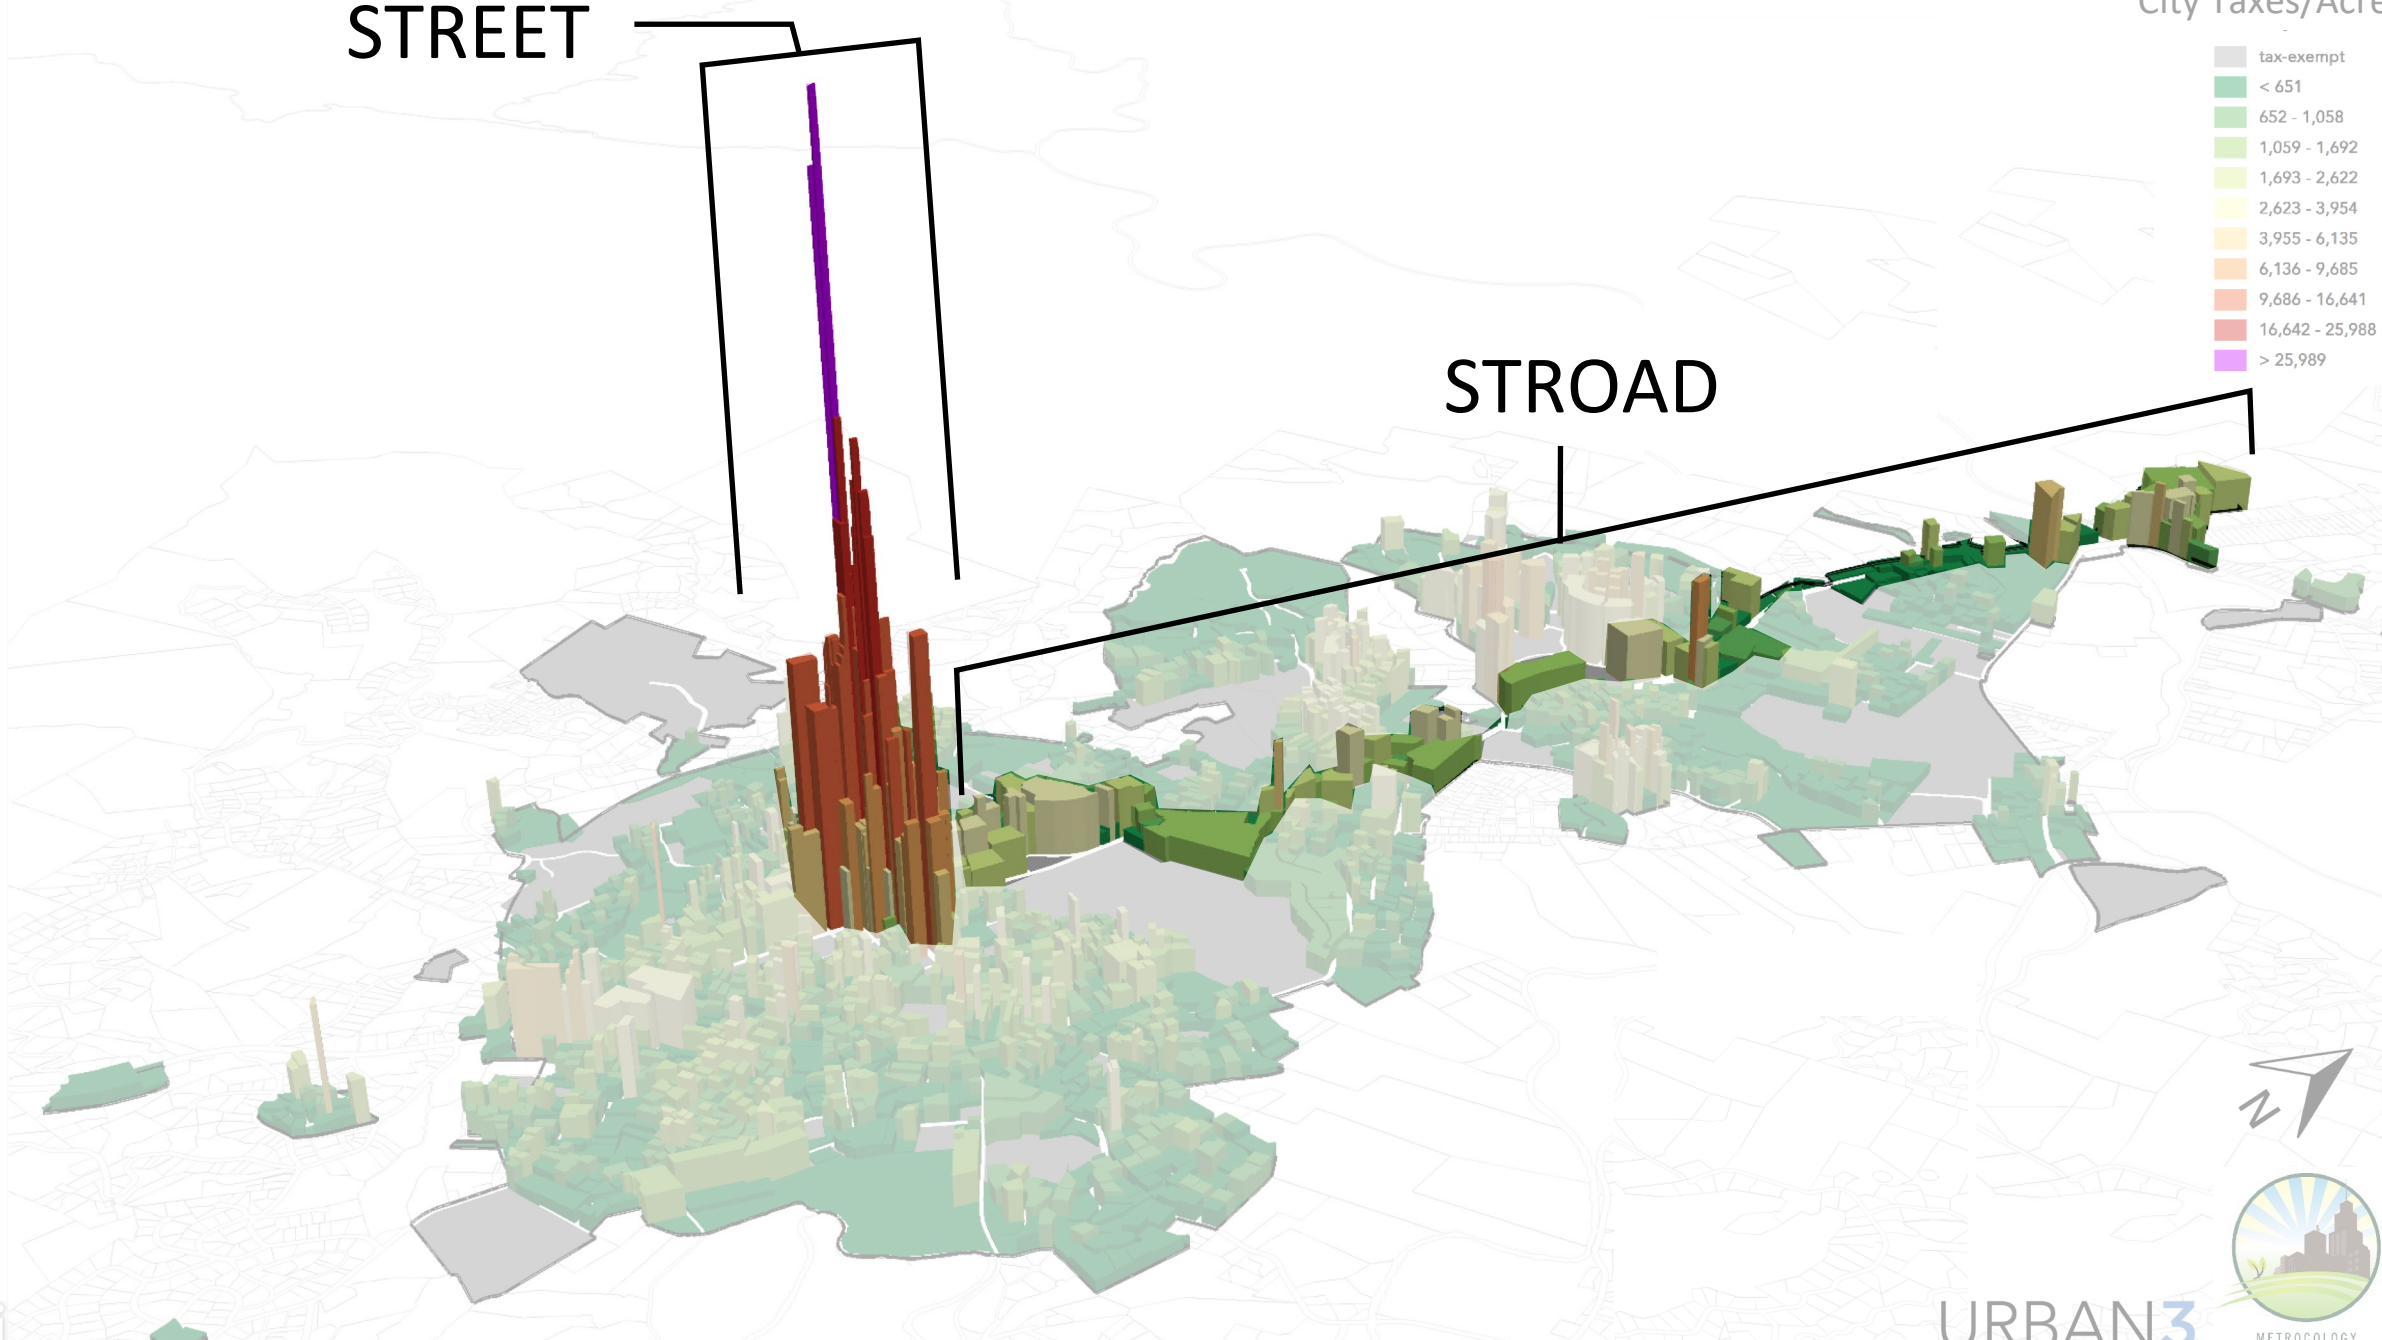 STREET
City Taxes/Acre
tax-exempt
< 651
652 - 1,058
1,059 - 1,692
1,693 - 2,622
2,623 - 3,954
3,955 - 6,135
6,136 - 9,685
9,686 - 16,641
16,642 - 25,988
> 25,989
STROAD
N
URBAN3
METROCOLOGY